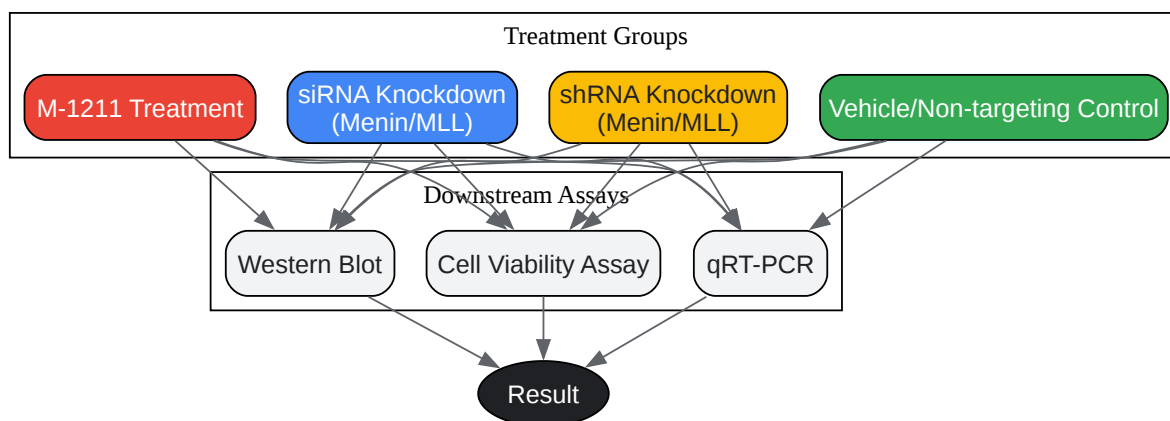 Treatment Groups
M-1211 Treatment
siRNA Knockdown
(Menin/MLL)
shRNA Knockdown
(Menin/MLL)
Vehicle/Non-targeting Control
Downstream Assays
Western Blot
Cell Viability Assay
qRT-PCR
Result